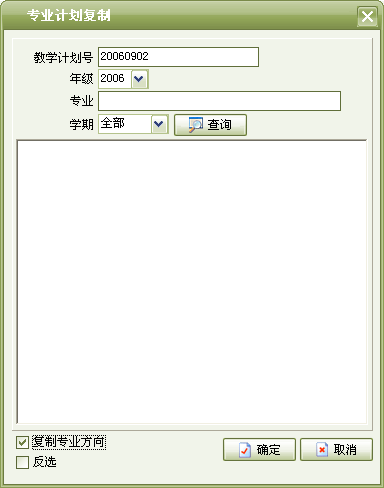 专业计划复制
教学计划号 20060902
年级 2006
专业
学期 全部 查询
复制专业方向 确定 取消
反选